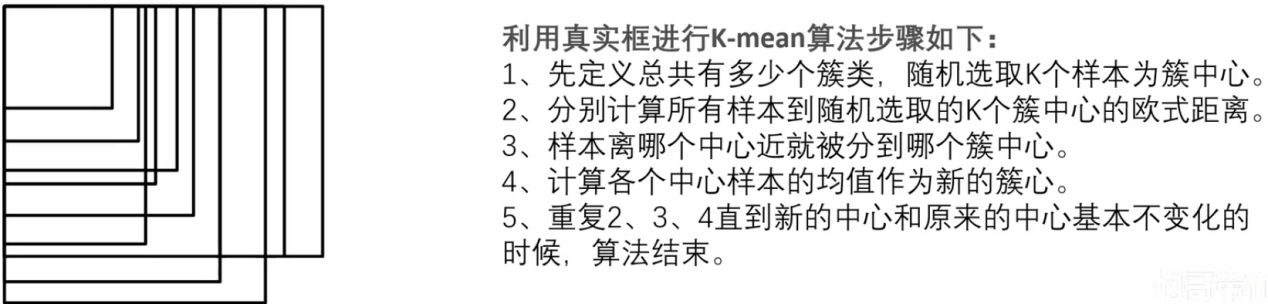 利用真实框进行K-mean算法步骤如下：
1、先定义总共有多少个簇类，随机选取K个样本为簇中心。
2、分别计算所有样本到随机选取的K个簇中心的欧式距离。
3、样本离哪个中心近就被分到哪个簇中心。
4、计算各个中心样本的均值作为新的簇心。
5、重复2、3、4直到新的中心和原来的中心基本不变化的
时候，算法结束。